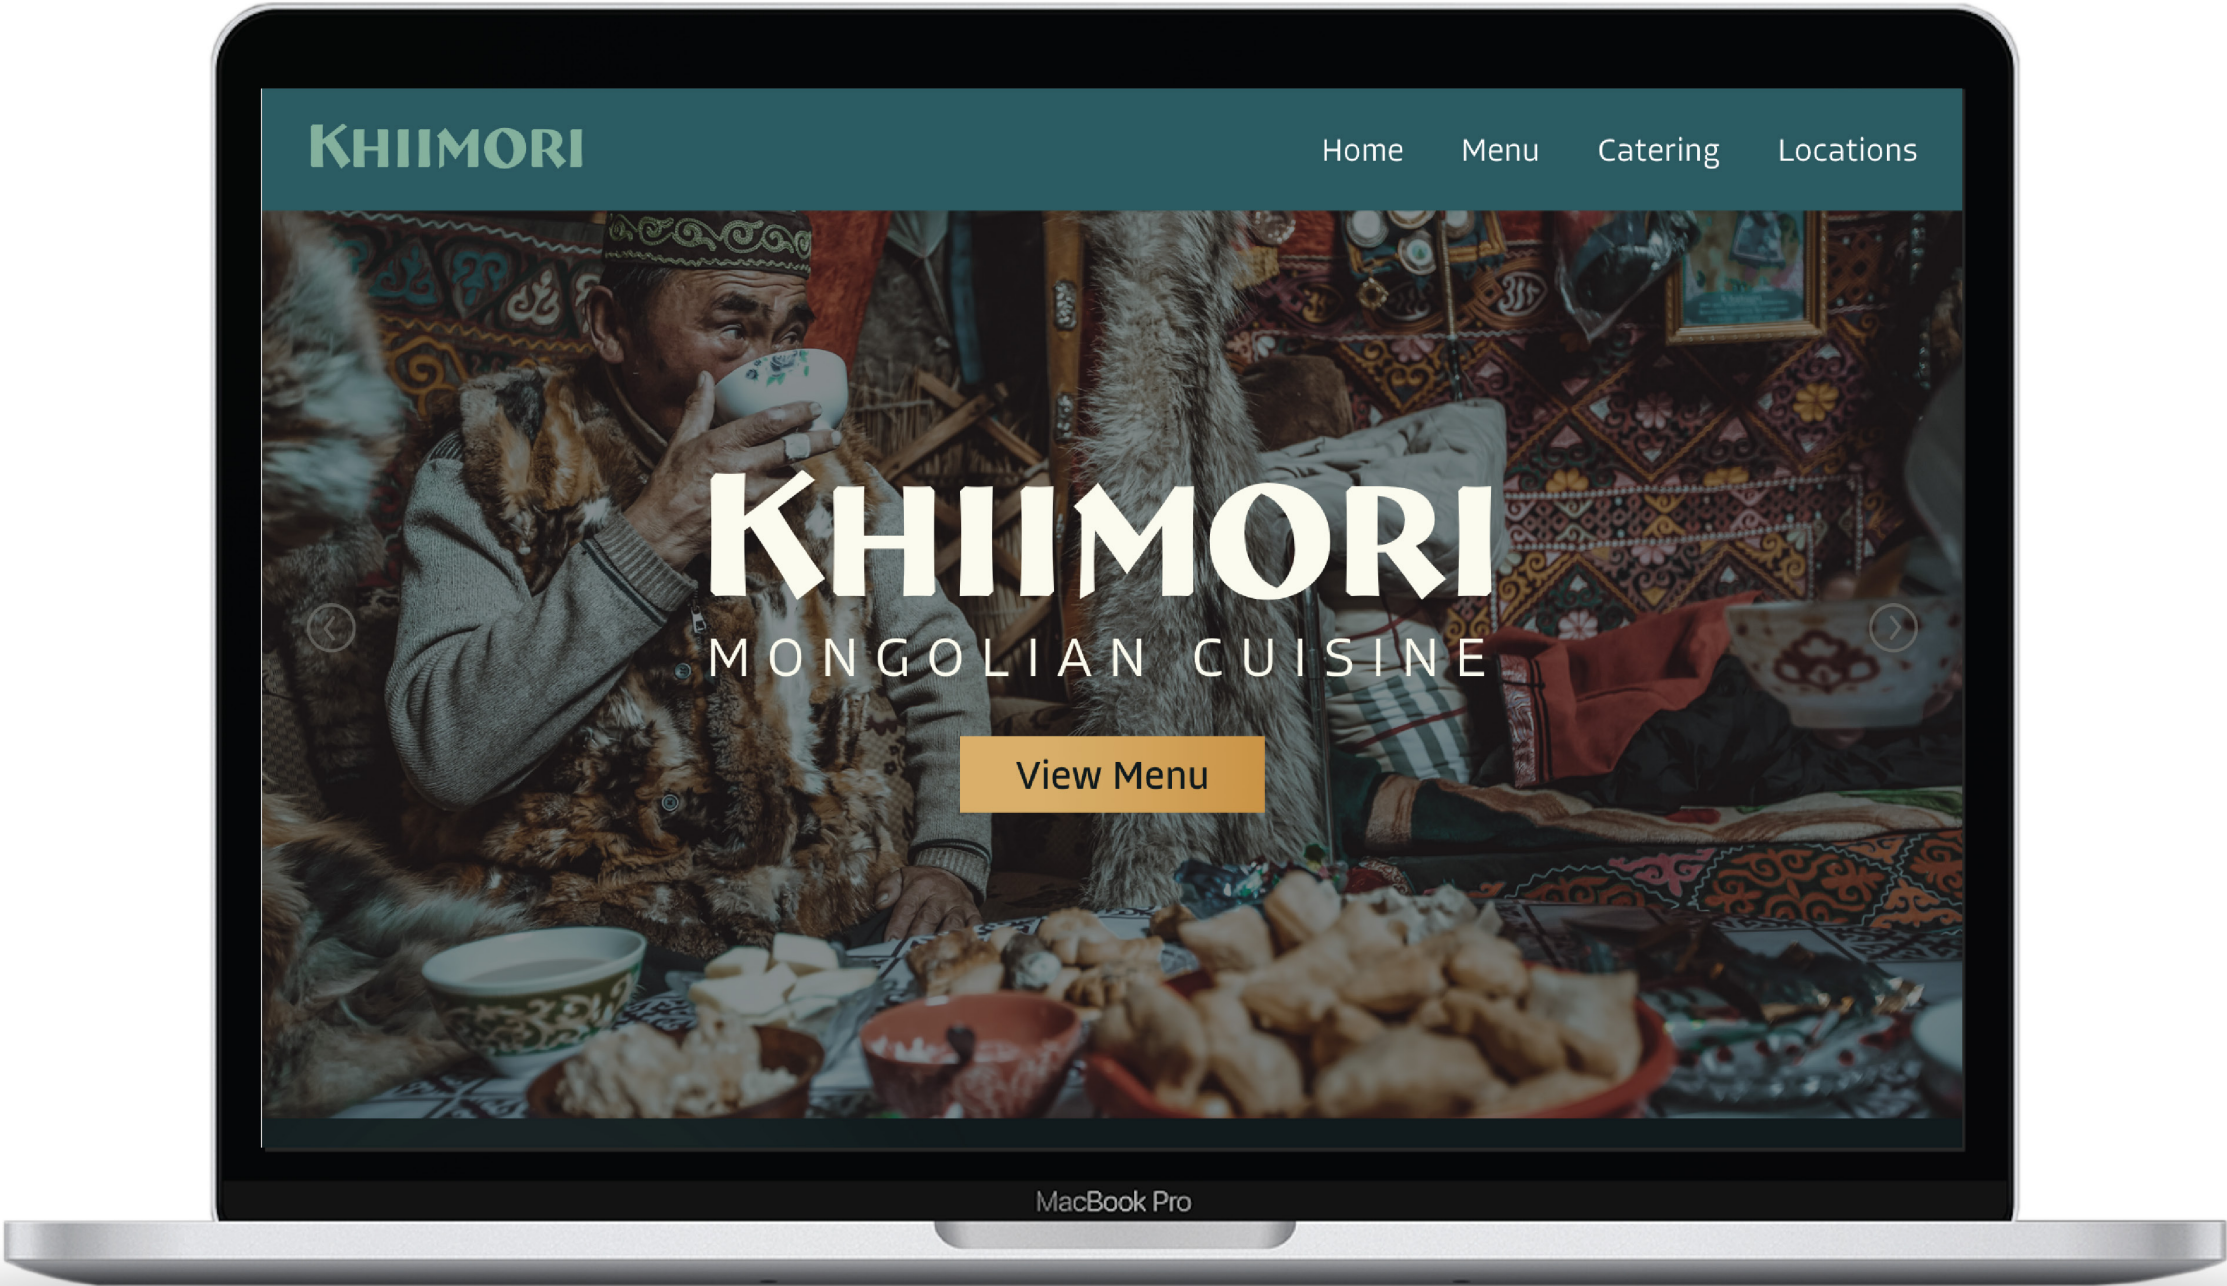 KHIIMORI
Home Menu Catering Locations
KHIIMORI
MONGOLIAN CUISINE
View Menu
MacBook Pro